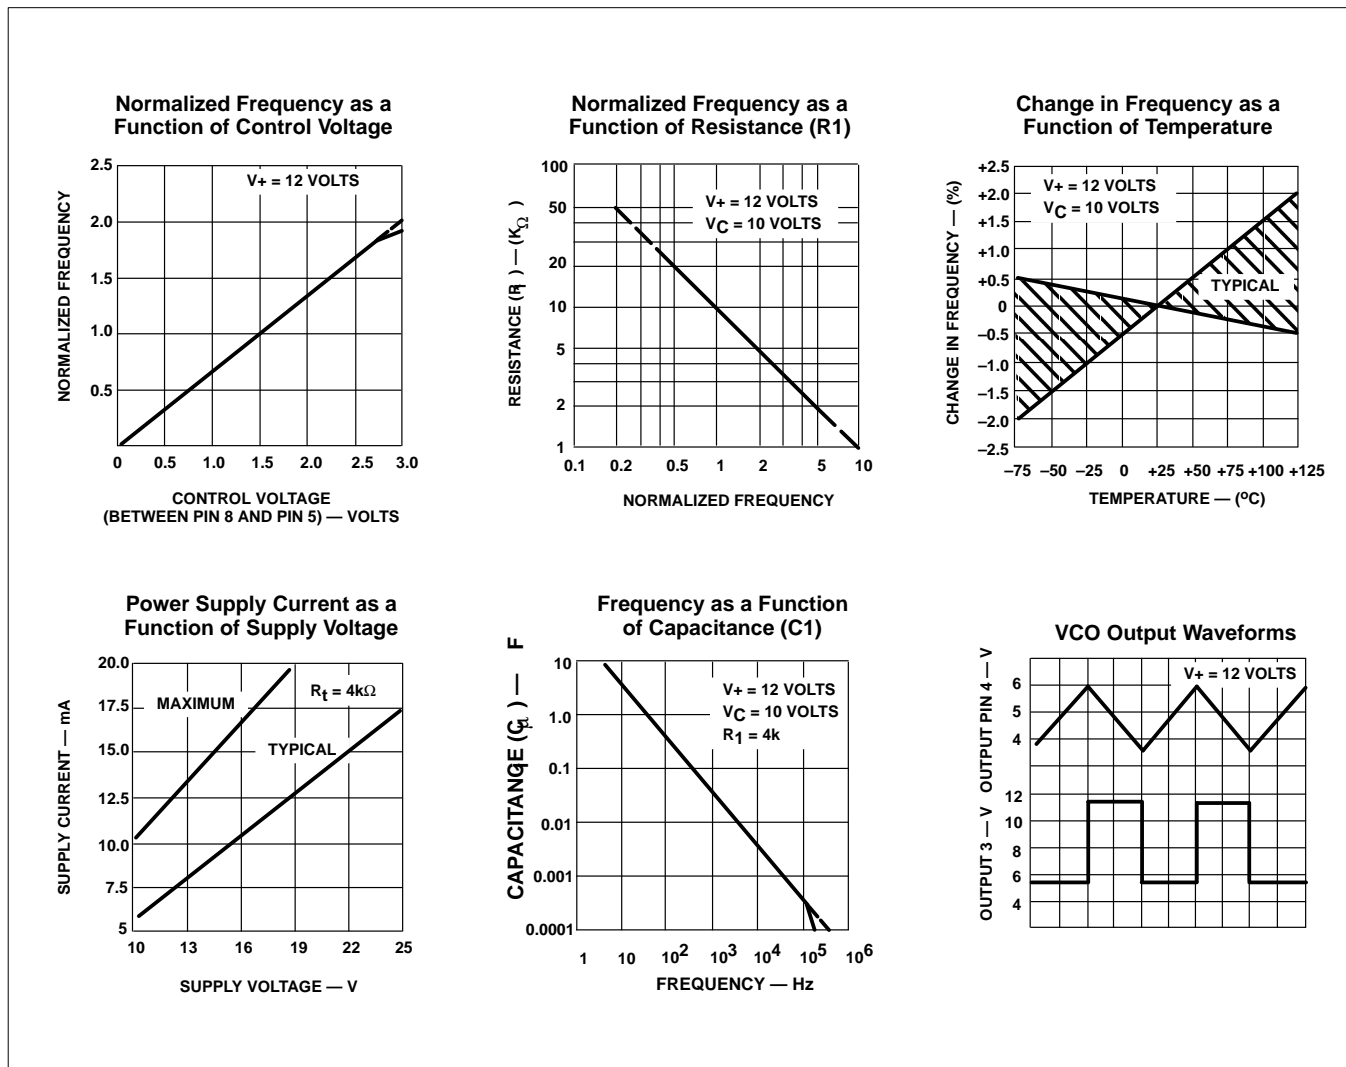 Normalized Frequency as a
Function of Control Voltage
NORMALIZED FREQUENCY
2.5
2.0
1.5
1.0
0.5
V+ = 12 VOLTS
0 0.5 1.0 1.5 2.0 2.5 3.0
CONTROL VOLTAGE
(BETWEEN PIN 8 AND PIN 5) — VOLTS
Normalized Frequency as a
Function of Resistance (R1)
RESISTANCE (R1) — (KΩ)
100
50
20
10
5
2
1
V+ = 12 VOLTS
VC = 10 VOLTS
0.1 0.2 0.5 1.0 2 5 10
NORMALIZED FREQUENCY
Change in Frequency as a
Function of Temperature
CHANGE IN FREQUENCY — (%)
+2.5
+2.0
+1.5
+1.0
+0.5
0
–0.5
–1.0
–1.5
–2.0
–2.5
V+ = 12 VOLTS
VC = 10 VOLTS
TYPICAL
–75 –50 –25 0 +25 +50 +75 +100 +125
TEMPERATURE — (ºC)
Power Supply Current as a
Function of Supply Voltage
SUPPLY CURRENT — mA
20.0
17.5
15.0
12.5
10.0
7.5
5
MAXIMUM
Rt = 4kΩ
TYPICAL
10 13 16 19 22 25
SUPPLY VOLTAGE — V
Frequency as a Function
of Capacitance (C1)
CAPACITANCE (C1) — μF
10
1.0
0.1
0.01
0.001
0.0001
V+ = 12 VOLTS
VC = 10 VOLTS
R1 = 4k
1 10 10² 10³ 10⁴ 10⁵ 10⁶
FREQUENCY — Hz
VCO Output Waveforms
OUTPUT PIN 4 — V
6
5
4
V+ = 12 VOLTS
OUTPUT 3 — V
12
10
8
6
4